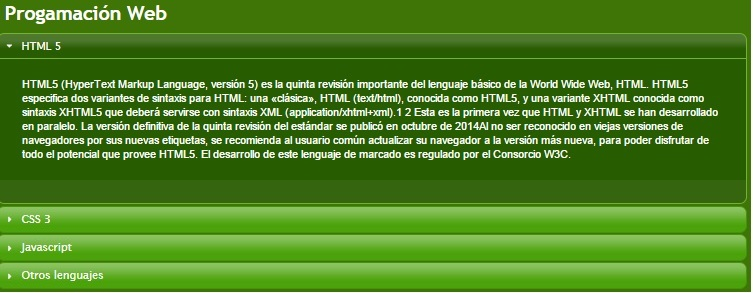 Progamación Web
HTML 5
HTML5 (HyperText Markup Language, versión 5) es la quinta revisión importante del lenguaje básico de la World Wide Web, HTML. HTML5
especifica dos variantes de sintaxis para HTML: una «clásica», HTML (text/html), conocida como HTML5, y una variante XHTML conocida como
sintaxis XHTML5 que deberá servirse con sintaxis XML (application/xhtml+xml).1 2 Esta es la primera vez que HTML y XHTML se han desarrollado
en paralelo. La versión definitiva de la quinta revisión del estándar se publicó en octubre de 2014Al no ser reconocido en viejas versiones de
navegadores por sus nuevas etiquetas, se recomienda al usuario común actualizar su navegador a la versión más nueva, para poder disfrutar de
todo el potencial que provee HTML5. El desarrollo de este lenguaje de marcado es regulado por el Consorcio W3C.
CSS 3
Javascript
Otros lenguajes